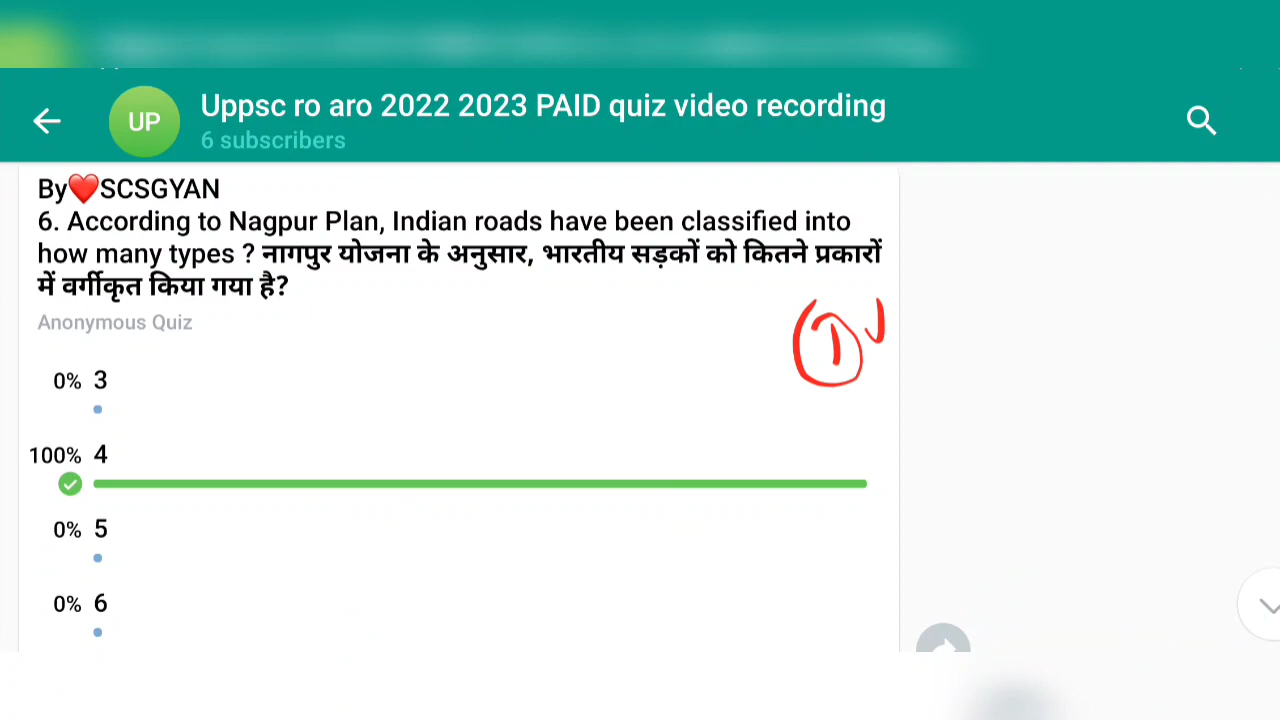 UP
Uppsc ro aro 2022 2023 PAID quiz video recording
6 subscribers
By❤️SCSGYAN
6. According to Nagpur Plan, Indian roads have been classified into
how many types ? नागपुर योजना के अनुसार, भारतीय सड़कों को कितने प्रकारों
में वर्गीकृत किया गया है?
Anonymous Quiz
0% 3
100% 4
0% 5
0% 6